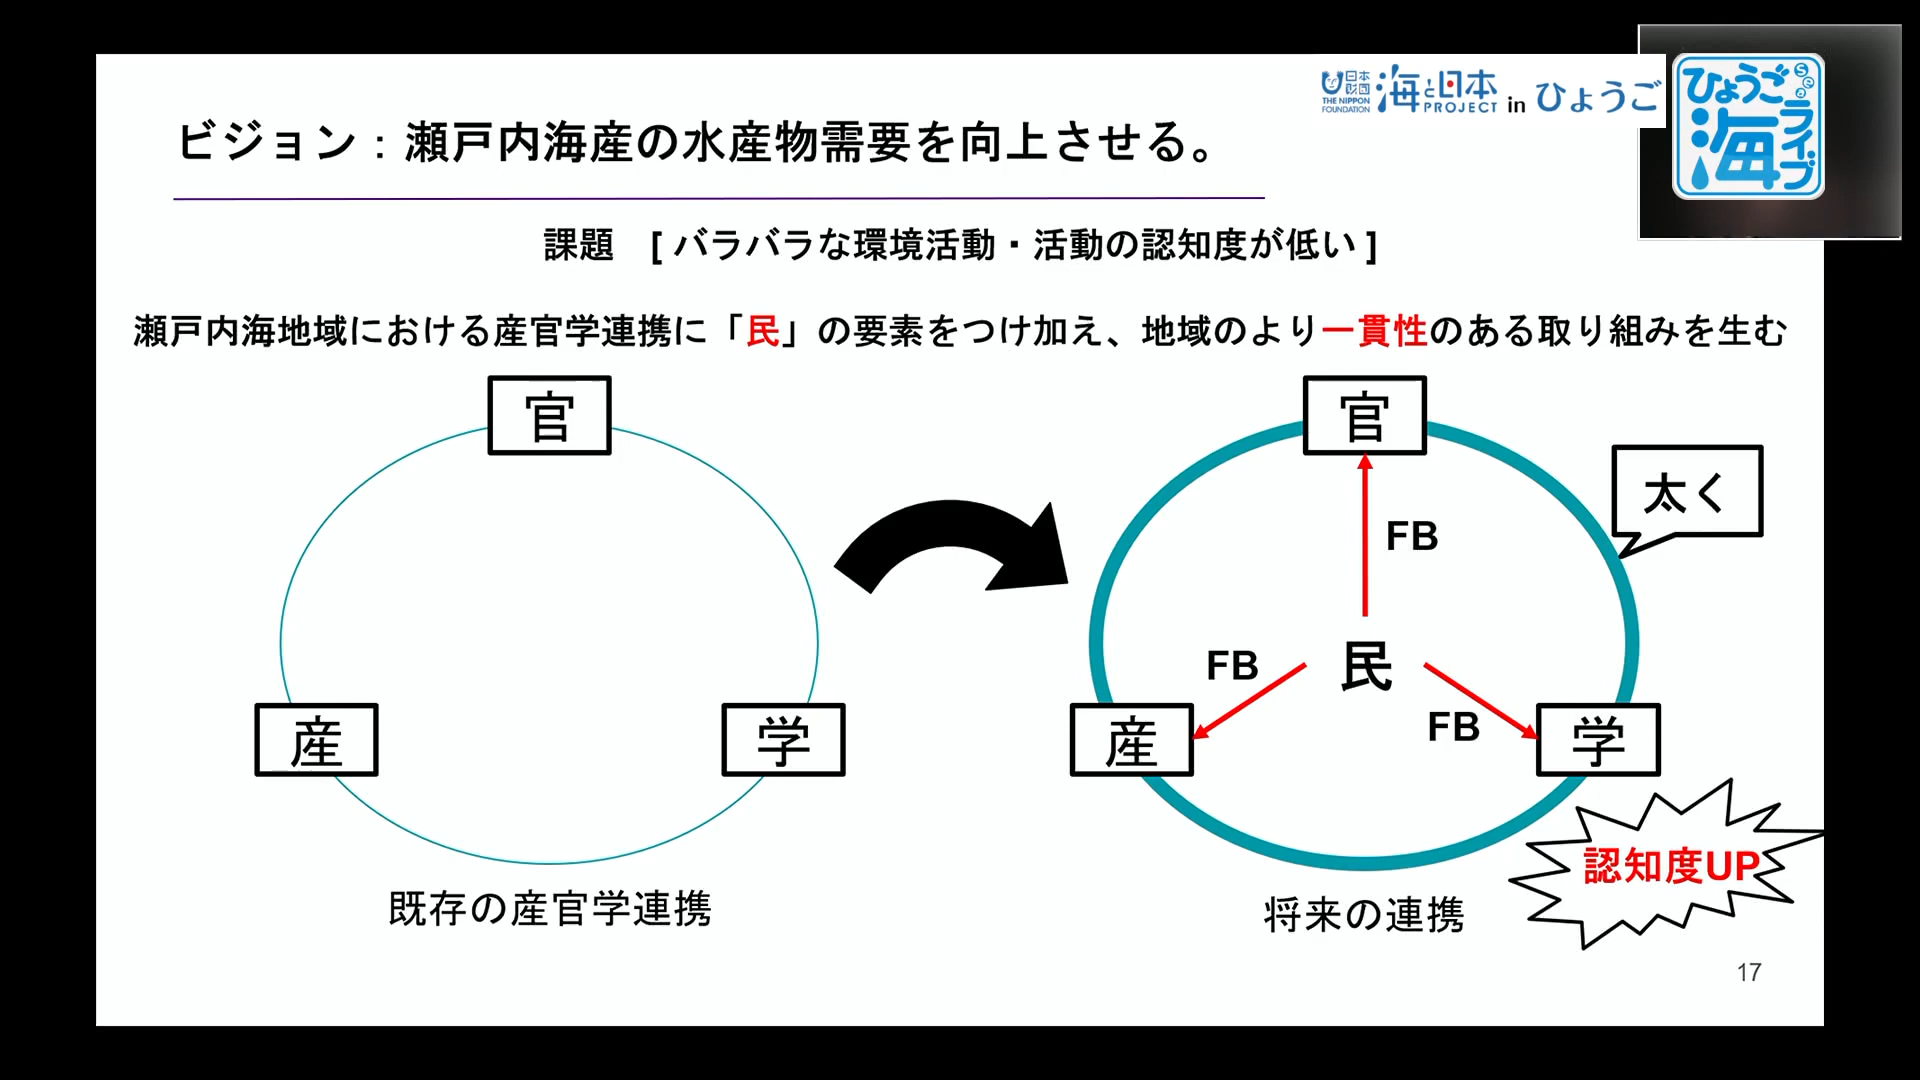 日本財団
THE NIPPON
FOUNDATION
海と日本
PROJECT
in ひょうご
ひょうご
Sea
海
ライブ
ビジョン：瀬戸内海産の水産物需要を向上させる。
課題　[ バラバラな環境活動・活動の認知度が低い ]
瀬戸内海地域における産官学連携に「民」の要素をつけ加え、地域のより一貫性のある取り組みを生む
官
産
学
既存の産官学連携
官
太く
FB
民
FB
FB
産
学
認知度UP
将来の連携
17